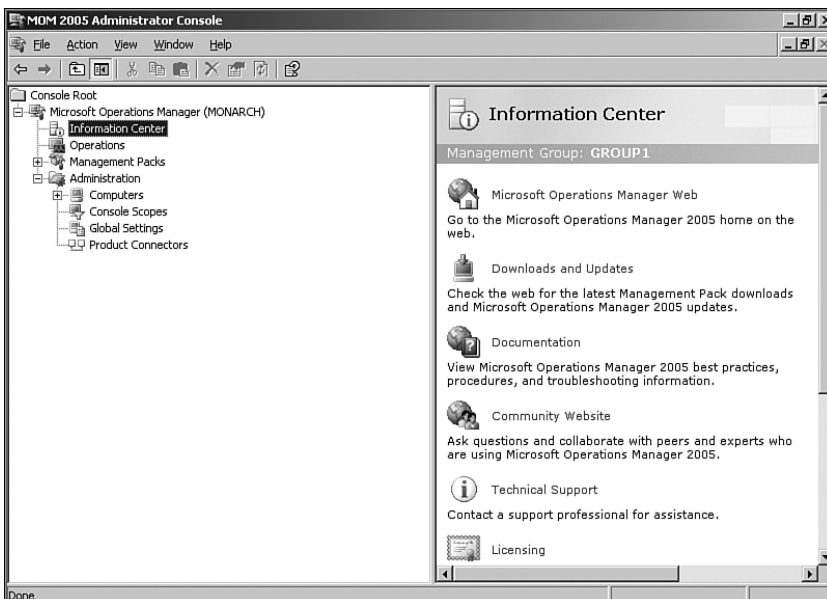 MOM 2005 Administrator Console
File Action View Window Help
Console Root
Microsoft Operations Manager (MONARCH)
Information Center
Operations
Management Packs
Administration
Computers
Console Scopes
Global Settings
Product Connectors
Information Center
Management Group: GROUP1
Microsoft Operations Manager Web
Go to the Microsoft Operations Manager 2005 home on the
web.
Downloads and Updates
Check the web for the latest Management Pack downloads
and Microsoft Operations Manager 2005 updates.
Documentation
View Microsoft Operations Manager 2005 best practices,
procedures, and troubleshooting information.
Community Website
Ask questions and collaborate with peers and experts who
are using Microsoft Operations Manager 2005.
Technical Support
Contact a support professional for assistance.
Licensing
Done